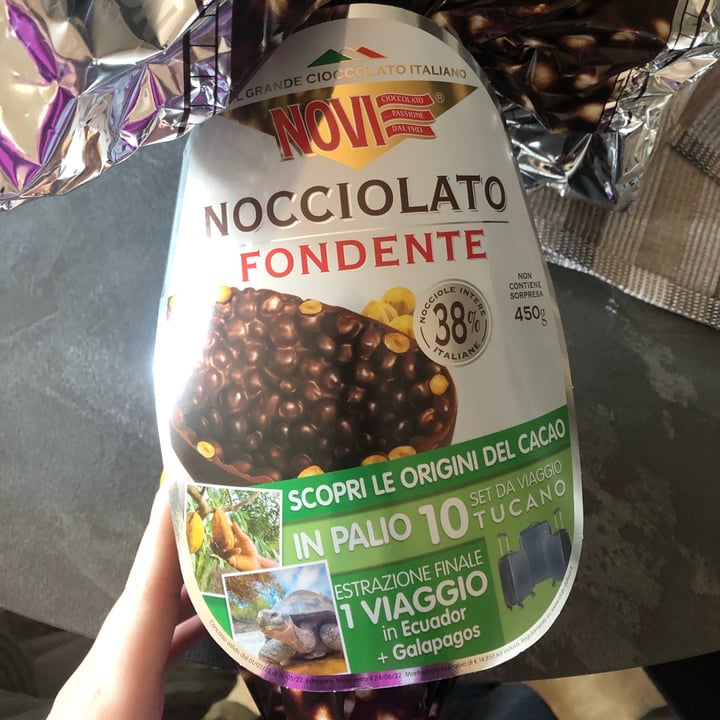 IL GRANDE CIOCCOLATO ITALIANO
NOVI
CIOCCOLATO
PASSIONE
DAL 1903
®
NOCCIOLATO
FONDENTE
NOCCIOLE INTERE
38%
ITALIANE
NON
CONTIENE
SORPRESA
450g
SCOPRI LE ORIGINI DEL CACAO
IN PALIO 10 SET DA VIAGGIO
TUCANO
ESTRAZIONE FINALE
1 VIAGGIO
in Ecuador
+ Galapagos